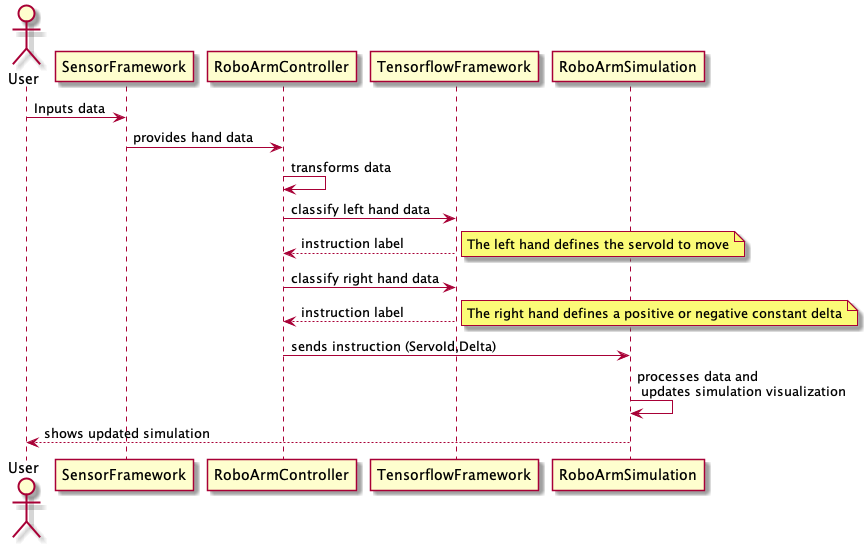 User
SensorFramework
RoboArmController
TensorflowFramework
RoboArmSimulation
Inputs data
provides hand data
transforms data
classify left hand data
instruction label
The left hand defines the servoId to move
classify right hand data
instruction label
The right hand defines a positive or negative constant delta
sends instruction (ServoId,Delta)
processes data and
updates simulation visualization
shows updated simulation
User
SensorFramework
RoboArmController
TensorflowFramework
RoboArmSimulation